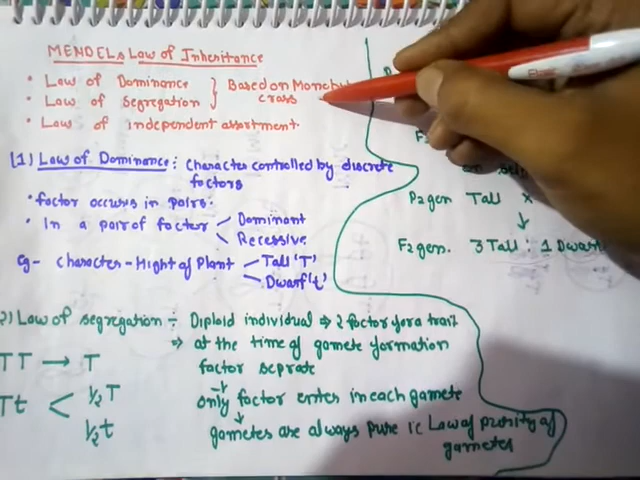 MENDELs Law of Inheritance
• Law of Dominance
• Law of segregation
} Based on Monohy
cross
• Law of independent assortment
(1) Law of Dominance : Character controlled by discrete
factors
• factor occurs in pairs.
• In a pair of factor < Dominant
Recessive
eg- Character - Hight of Plant < Tall 'T'
Dwarf 't'
2) Law of segregation ÷ Diploid individual ⇒ 2 factor for a trait
⇒ at the time of gamete formation
factor seprate
↓
only factor enters in each gamete
↓
gametes are always pure ie Law of purity of
gametes
TT → T
Tt < 1/2 T
1/2 t
P2 gen Tall x
↓
F2 gen. 3 Tall : 1 Dwarf